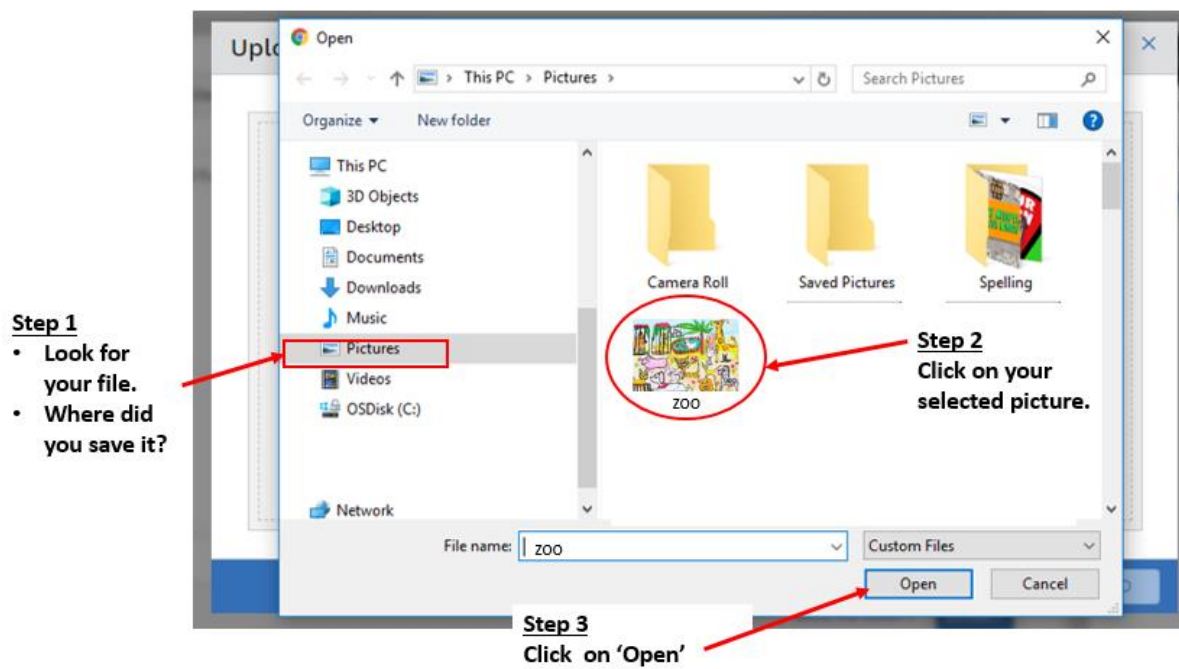 Uplo
Open
This PC > Pictures >
Search Pictures
Organize
New folder
This PC
3D Objects
Desktop
Documents
Downloads
Music
Pictures
Videos
OSDisk (C:)
Network
Camera Roll
Saved Pictures
Spelling
zoo
Step 1
• Look for
your file.
• Where did
you save it?
Step 2
Click on your
selected picture.
File name: zoo
Custom Files
Open
Cancel
Step 3
Click on ‘Open’